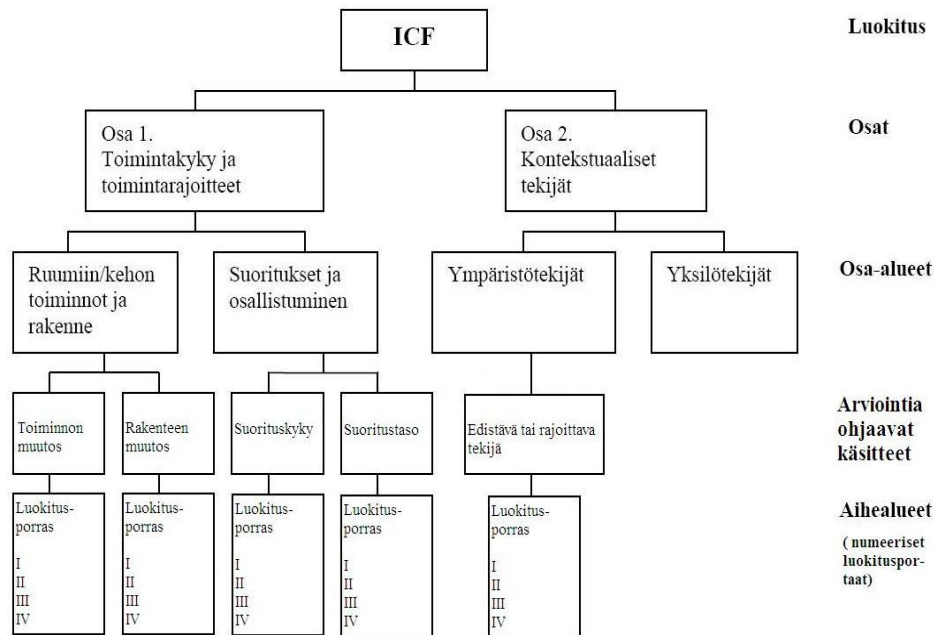 ICF
Luokitus
Osa 1.
Toimintakyky ja
toimintarajoitteet
Osa 2.
Kontekstuaaliset
tekijät
Osat
Ruumiin/kehon
toiminnot ja
rakenne
Suoritukset ja
osallistuminen
Ympäristötekijät
Yksilötekijät
Osa-alueet
Toiminnon
muutos
Rakenteen
muutos
Suorituskyky
Suoritustaso
Edistävä tai rajoittava
tekijä
Arviointia
ohjaavat
käsitteet
Luokitus-
porras
I
II
III
IV
Luokitus-
porras
I
II
III
IV
Luokitus-
porras
I
II
III
IV
Luokitus-
porras
I
II
III
IV
Luokitus-
porras
I
II
III
IV
Aihealueet
( numeeriset
luokituspor-
taat)